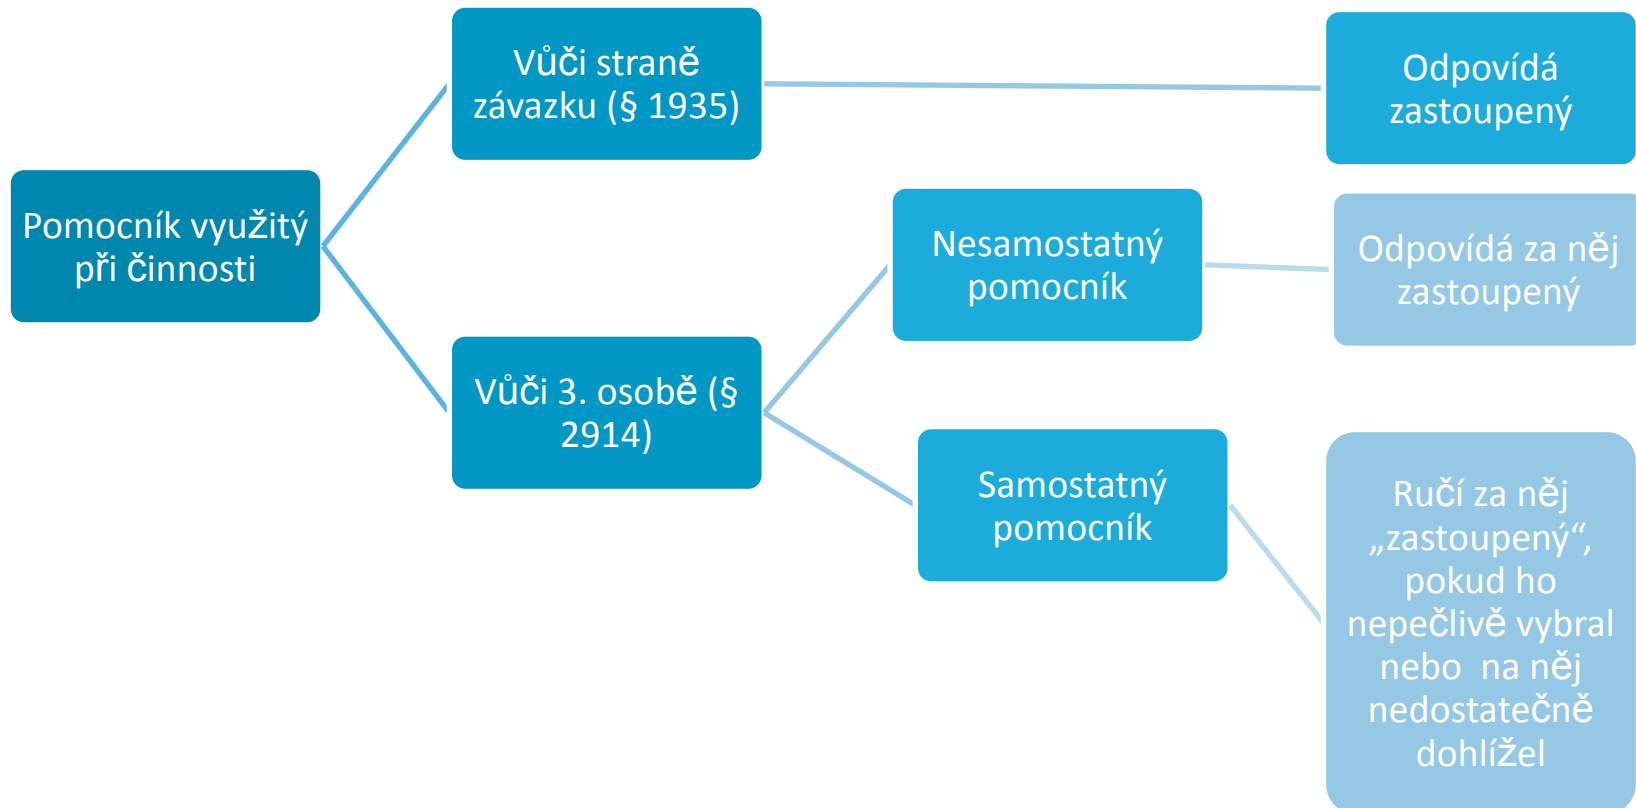 Vůči straně
závazku (§ 1935)
Odpovídá
zastoupený
Pomocník využitý
při činnosti
Nesamostatný
pomocník
Odpovídá za něj
zastoupený
Vůči 3. osobě (§
2914)
Samostatný
pomocník
Ručí za něj
„zastoupený“,
pokud ho
nepečlivě vybral
nebo na něj
nedostatečně
dohlížel